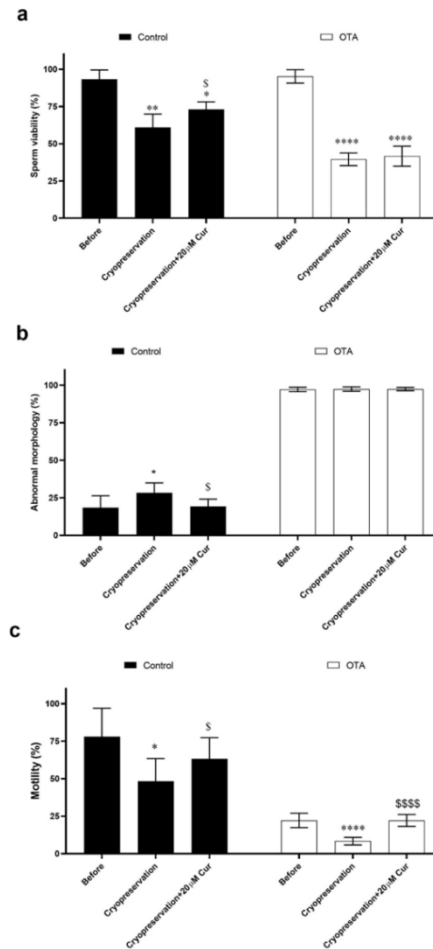 a
Control
OTA
Sperm viability (%)
100
75
50
25
0
**
$
*
****
****
Before
Cryopreservation
Cryopreservation+20μM Cur
Before
Cryopreservation
Cryopreservation+20μM Cur
b
Control
OTA
Abnormal morphology (%)
100
75
50
25
0
*
$
Before
Cryopreservation
Cryopreservation+20μM Cur
Before
Cryopreservation
Cryopreservation+20μM Cur
c
Control
OTA
Motility (%)
100
75
50
25
0
*
$
****
$$$$
Before
Cryopreservation
Cryopreservation+20μM Cur
Before
Cryopreservation
Cryopreservation+20μM Cur